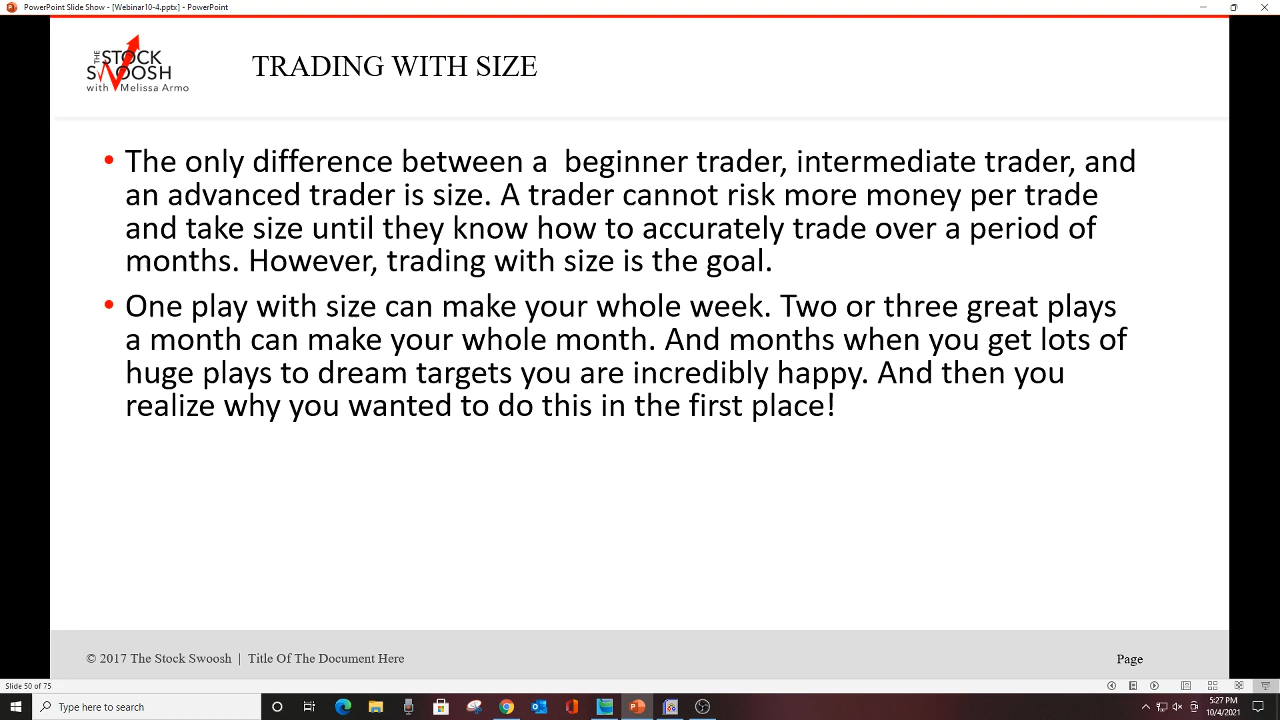 PowerPoint Slide Show - [Webinar10-4.pptx] - PowerPoint
THE STOCK
SWOOSH
with Melissa Armo
TRADING WITH SIZE
• The only difference between a  beginner trader, intermediate trader, and
an advanced trader is size. A trader cannot risk more money per trade
and take size until they know how to accurately trade over a period of
months. However, trading with size is the goal.
• One play with size can make your whole week. Two or three great plays
a month can make your whole month. And months when you get lots of
huge plays to dream targets you are incredibly happy. And then you
realize why you wanted to do this in the first place!
© 2017 The Stock Swoosh | Title Of The Document Here
Page
Slide 50 of 75
Type here to search
5:27 PM
10/4/2021